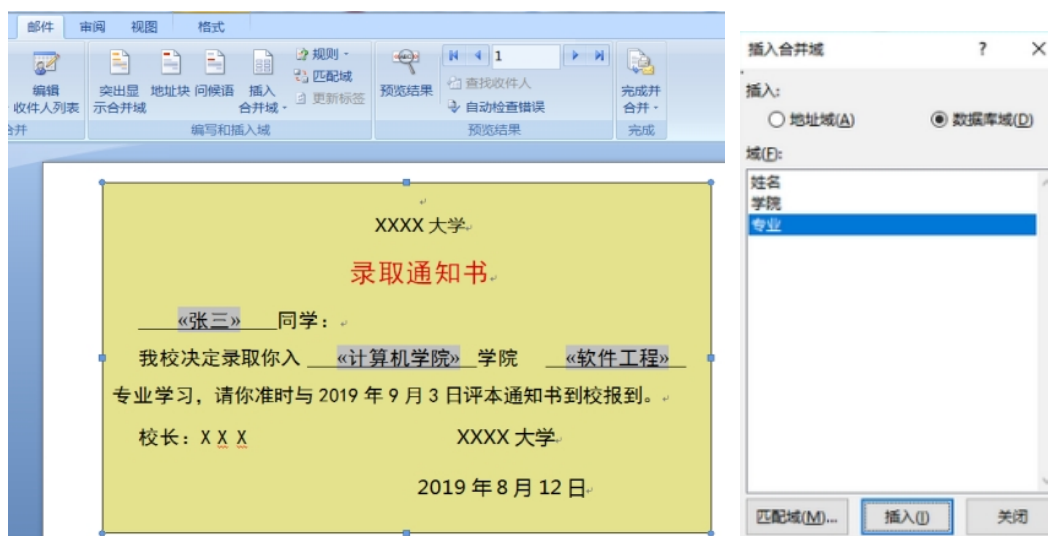 邮件 审阅 视图 格式
编辑
收件人列表
突出显
示合并域
地址块
问候语
插入
合并域
规则
匹配域
更新标签
编写和插入域
预览结果
1
查找收件人
自动检查错误
预览结果
完成并
合并
完成
合并
XXXX 大学
录取通知书
«张三» 同学：
我校决定录取你入 «计算机学院» 学院 «软件工程»
专业学习，请你准时与 2019 年 9 月 3 日评本通知书到校报到。
校长：X X X XXXX 大学
2019 年 8 月 12 日
插入合并域 ? ×
插入:
地址域(A) 数据库域(D)
域(F):
姓名
学院
专业
匹配域(M)... 插入(I) 关闭